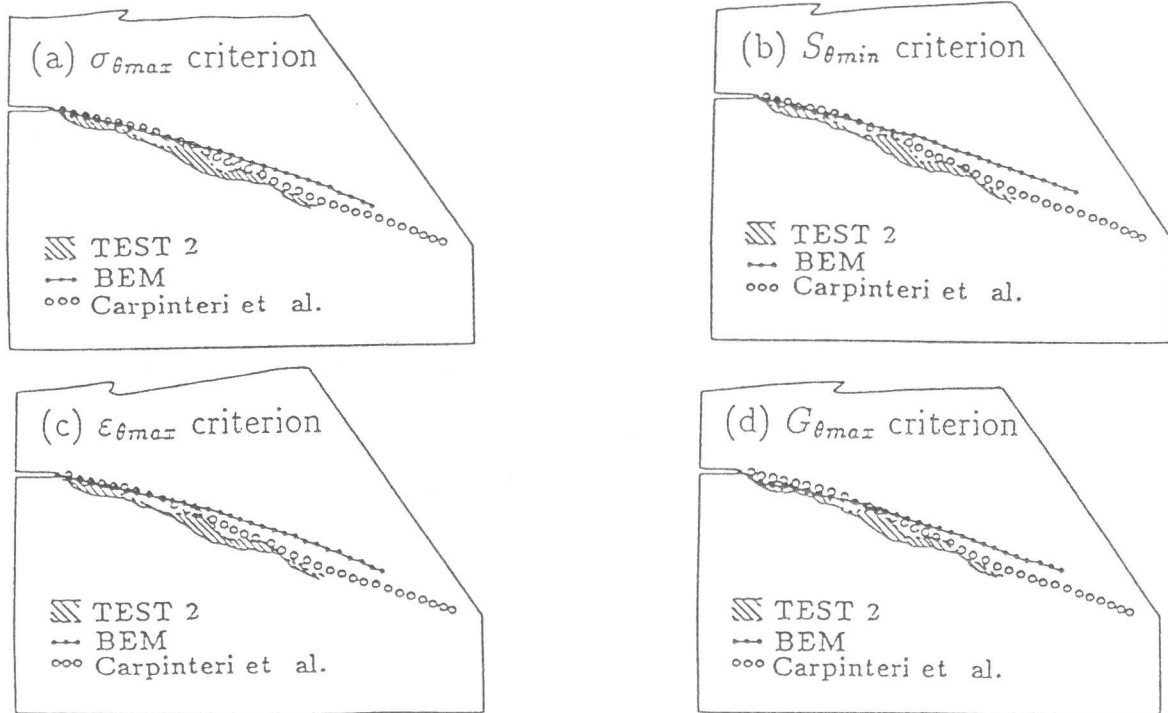 (a) σθmax criterion
TEST 2
BEM
Carpinteri et al.
(b) Sθmin criterion
TEST 2
BEM
Carpinteri et al.
(c) εθmax criterion
TEST 2
BEM
Carpinteri et al.
(d) Gθmax criterion
TEST 2
BEM
Carpinteri et al.